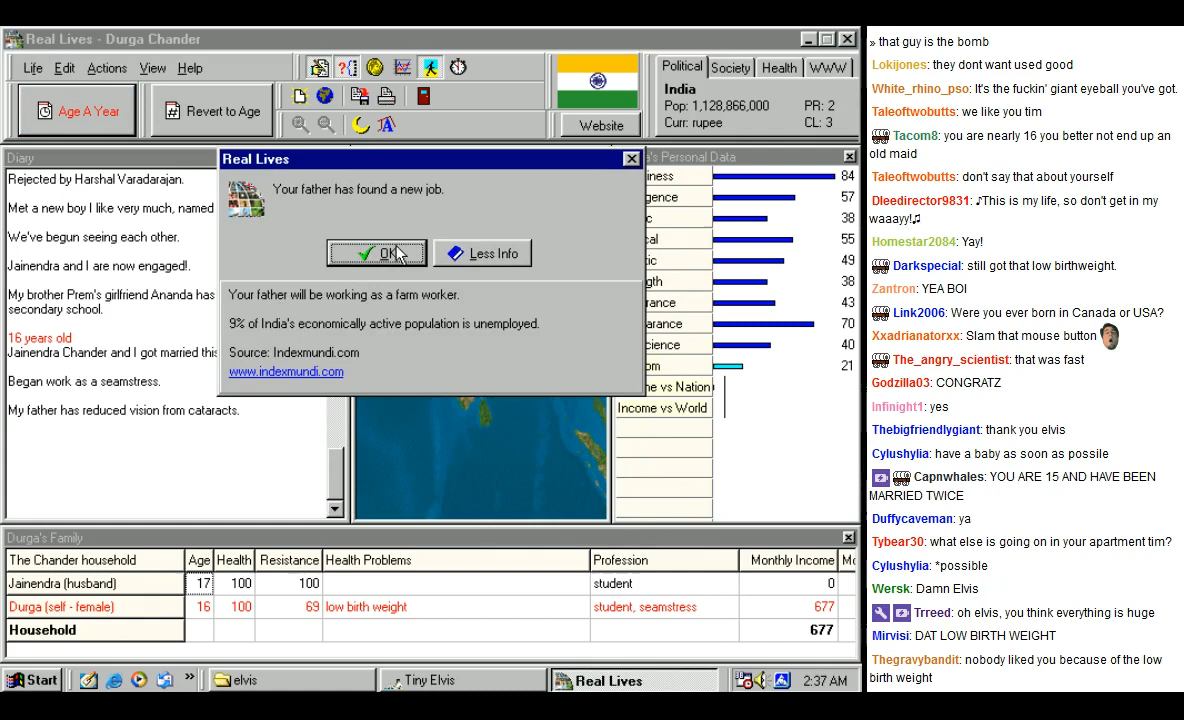 Real Lives - Durga Chander
Life Edit Actions View Help
Age A Year
Revert to Age
Website
Political Society Health WWW
India
Pop: 1,128,866,000 PR: 2
Curr: rupee CL: 3
Diary
Rejected by Harshal Varadarajan.
Met a new boy I like very much, named
We've begun seeing each other.
Jainendra and I are now engaged!.
My brother Prem's girlfriend Ananda has
secondary school.
16 years old
Jainendra Chander and I got married this
Began work as a seamstress.
My father has reduced vision from cataracts.
Real Lives
Your father has found a new job.
OK
Less Info
Your father will be working as a farm worker.
9% of India's economically active population is unemployed.
Source: Indexmundi.com
www.indexmundi.com
's Personal Data
iness 84
gence 57
c 38
cal 55
tic 49
gth 38
rance 43
arance 70
science 40
om 21
me vs Nation
Income vs World
Durga's Family
The Chander household Age Health Resistance Health Problems Profession Monthly Income Mo
Jainendra (husband) 17 100 100 student 0
Durga (self - female) 16 100 69 low birth weight student, seamstress 677
Household 677
Start
»
elvis
Tiny Elvis
Real Lives
2:37 AM
» that guy is the bomb
Lokijones: they dont want used good
White_rhino_pso: It's the fuckin' giant eyeball you've got.
Taleoftwobutts: we like you tim
Tacom8: you are nearly 16 you better not end up an
old maid
Taleoftwobutts: don't say that about yourself
Dleedirector9831: ♪This is my life, so don't get in my
waaay!♫
Homestar2084: Yay!
Darkspecial: still got that low birthweight.
Zantron: YEA BOI
Link2006: Were you ever born in Canada or USA?
Xxadrianatorxx: Slam that mouse button
The_angry_scientist: that was fast
Godzilla03: CONGRATZ
Infinight1: yes
Thebigfriendlygiant: thank you elvis
Cylushylia: have a baby as soon as possile
Capnwhales: YOU ARE 15 AND HAVE BEEN
MARRIED TWICE
Duffycaveman: ya
Tybear30: what else is going on in your apartment tim?
Cylushylia: *possible
Wersk: Damn Elvis
Trreed: oh elvis, you think everything is huge
Mirvisi: DAT LOW BIRTH WEIGHT
Thegravybandit: nobody liked you because of the low
birth weight